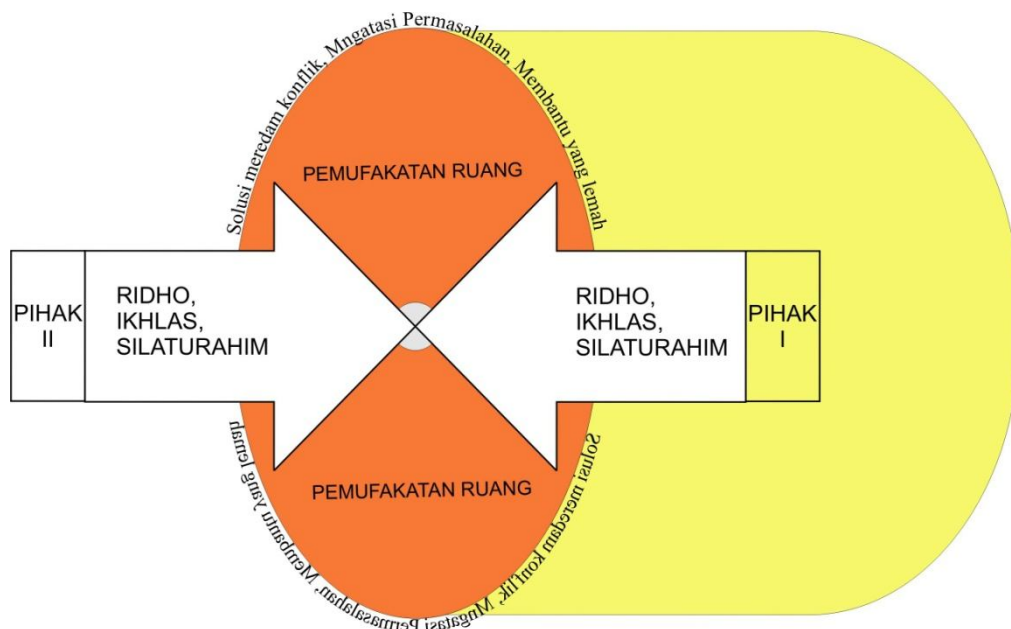 Solusi meredam konflik, Mngatasi Permasalahan, Membantu yang lemah
PEMUFAKATAN RUANG
PIHAK
II
RIDHO,
IKHLAS,
SILATURAHIM
RIDHO,
IKHLAS,
SILATURAHIM
PIHAK
I
PEMUFAKATAN RUANG
Solusi meredam konflik, Mngatasi Permasalahan, Membantu yang lemah